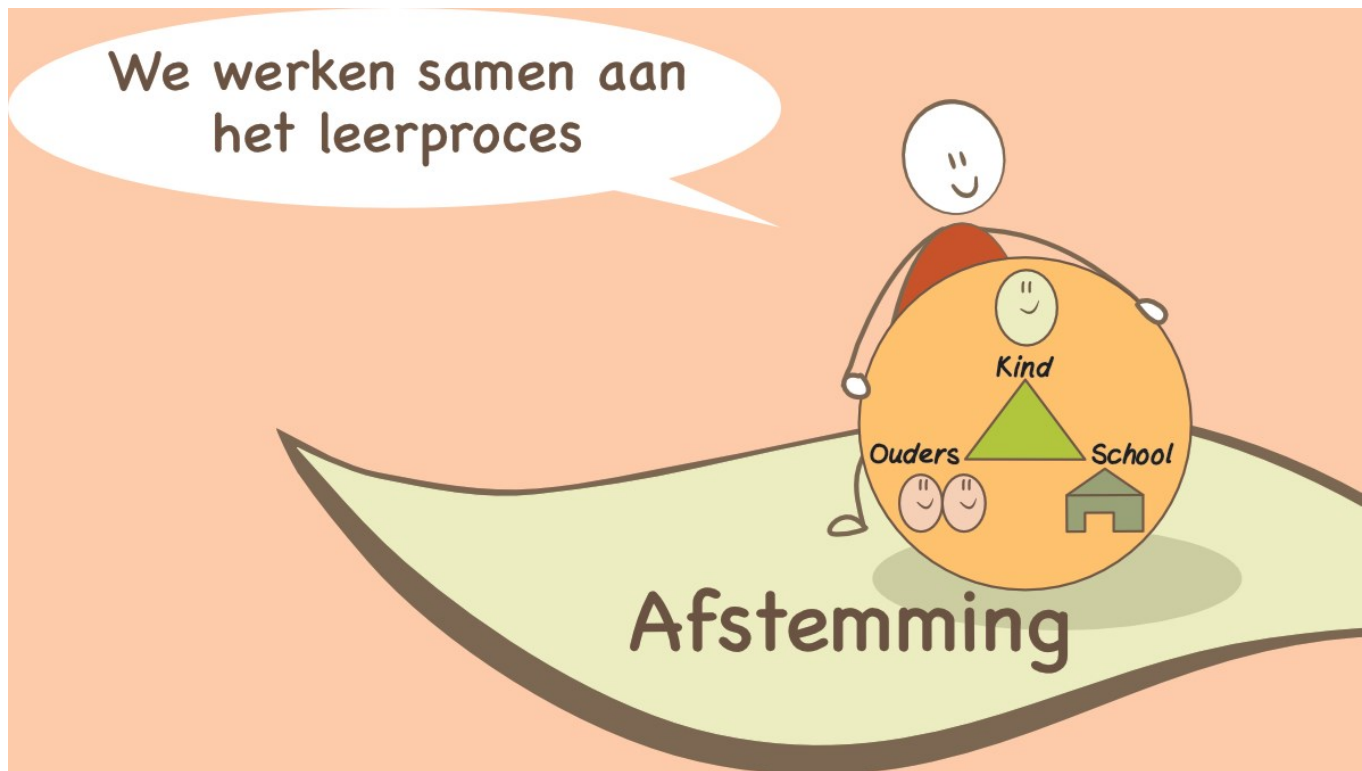 We werken samen aan
het leerproces
Kind
Ouders
School
Afstemming